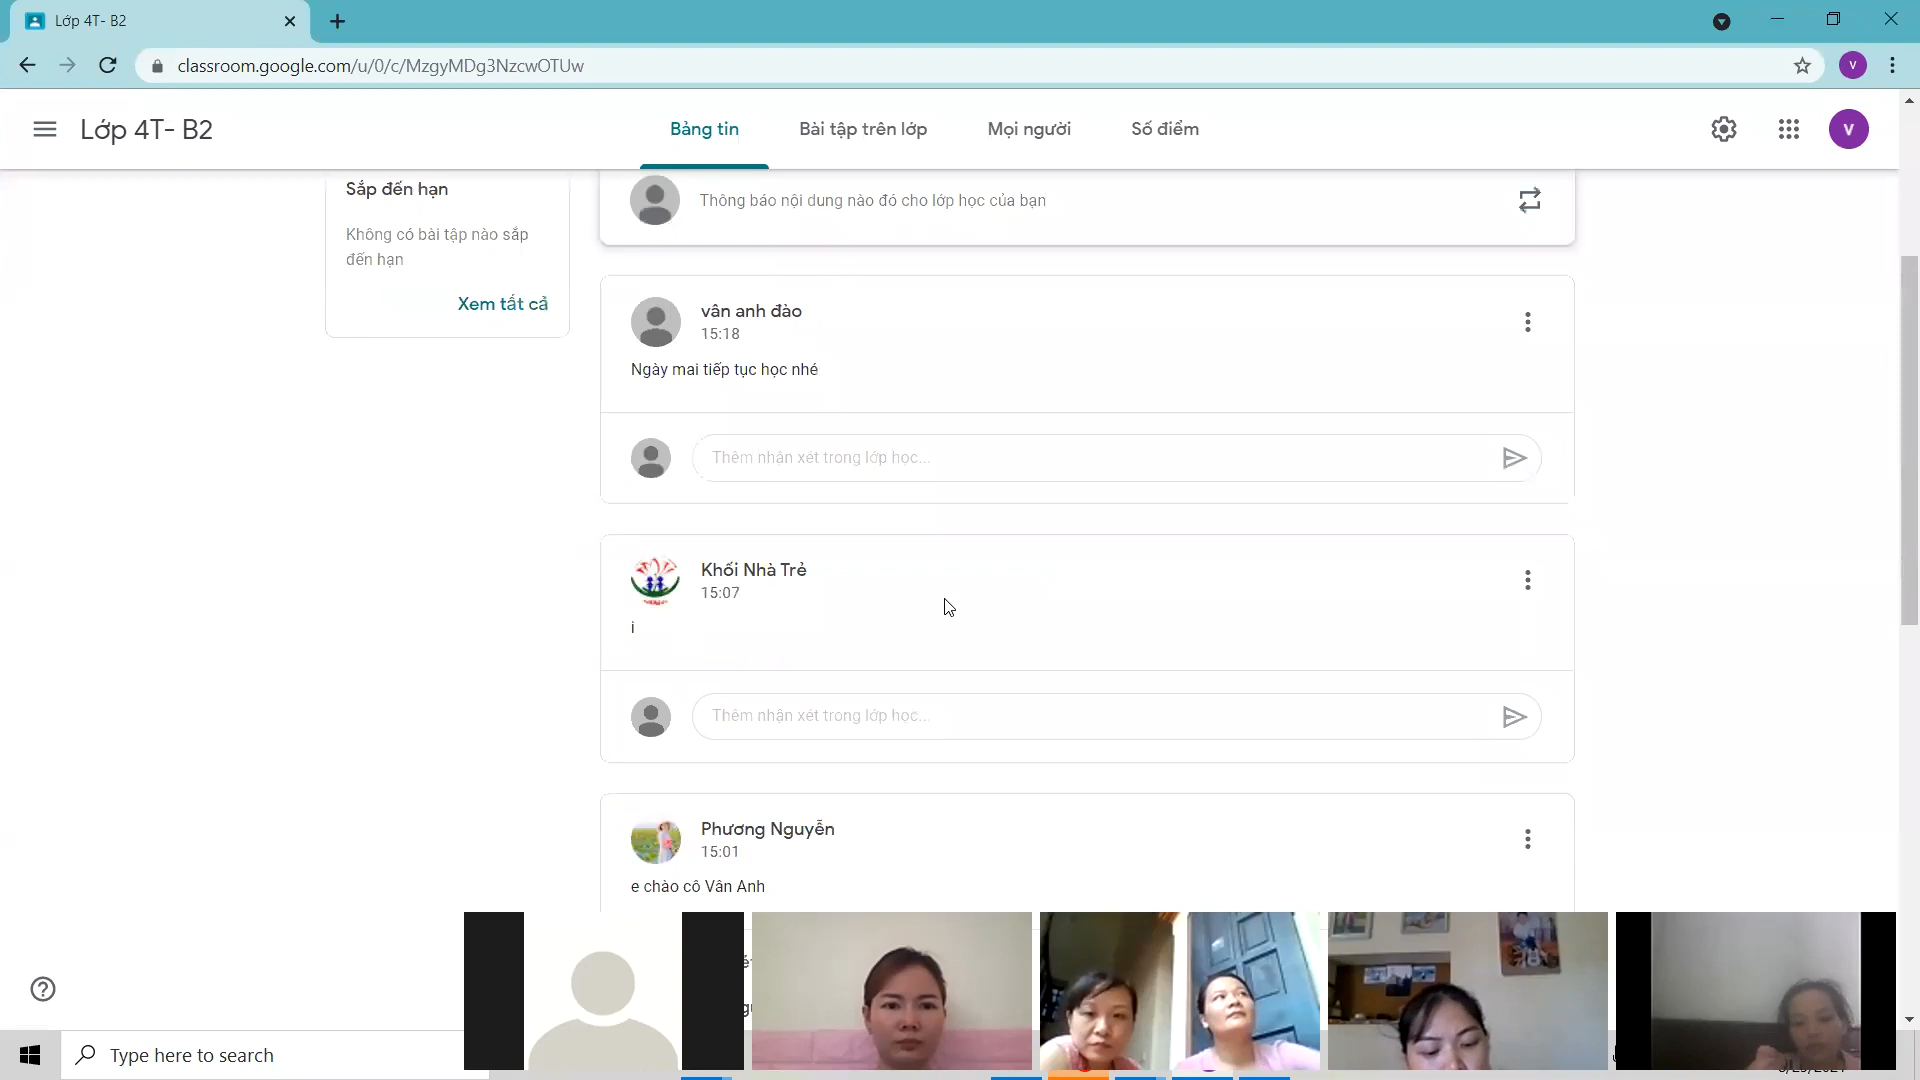 Lớp 4T- B2
classroom.google.com/u/0/c/MzgyMDg3NzcwOTUw
V
Lớp 4T- B2
Bảng tin
Bài tập trên lớp
Mọi người
Số điểm
V
Sắp đến hạn
Không có bài tập nào sắp
đến hạn
Xem tất cả
Thông báo nội dung nào đó cho lớp học của bạn
vân anh đào
15:18
Ngày mai tiếp tục học nhé
Thêm nhận xét trong lớp học...
Khối Nhà Trẻ
15:07
i
Thêm nhận xét trong lớp học...
Phương Nguyễn
15:01
e chào cô Vân Anh
Type here to search